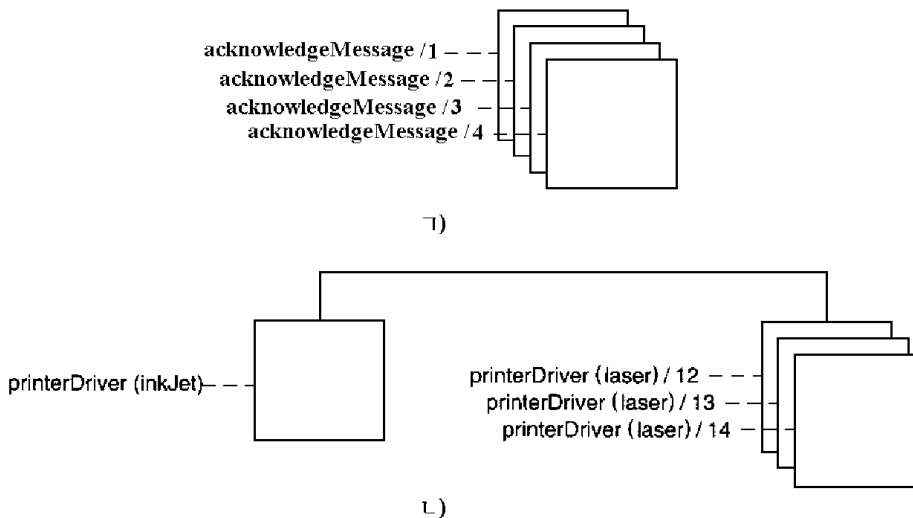 acknowledgeMessage /1
acknowledgeMessage /2
acknowledgeMessage /3
acknowledgeMessage /4
ㄱ)
printerDriver (inkJet)
printerDriver (laser) / 12
printerDriver (laser) / 13
printerDriver (laser) / 14
ㄴ)